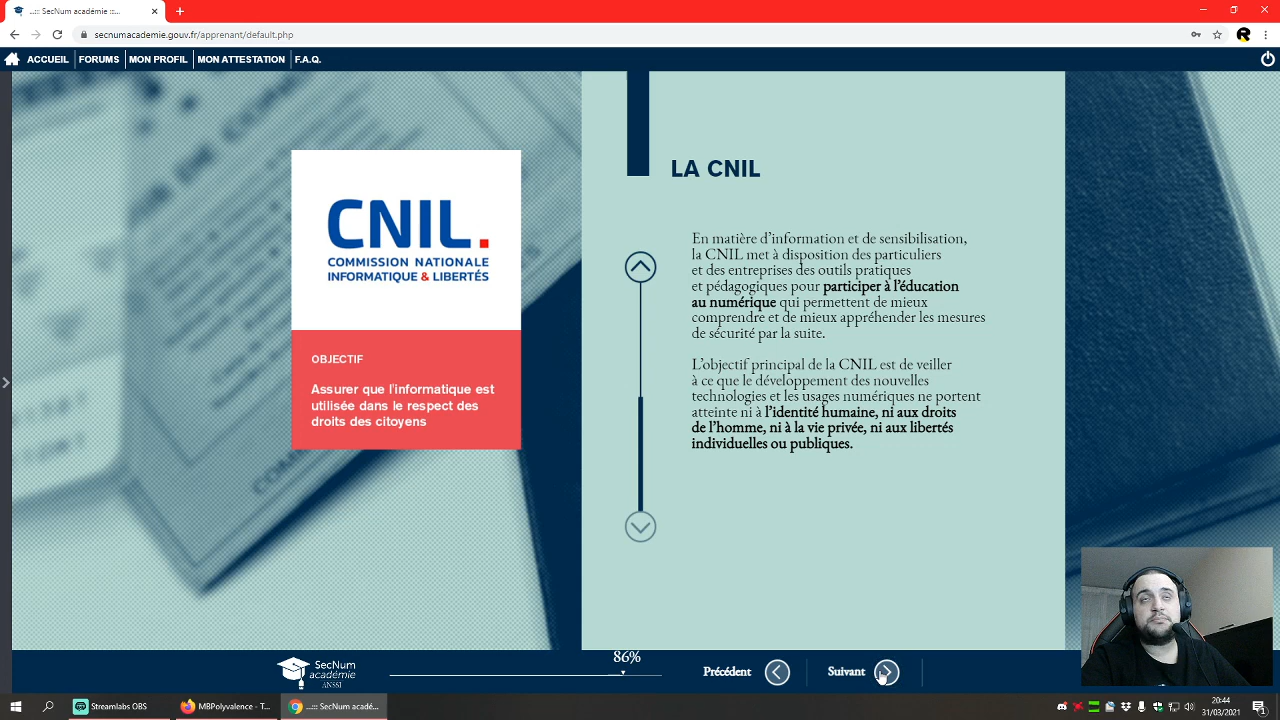 ..::: SecNum académie ::...
secnumacademie.gouv.fr/apprenant/default.php
ACCUEIL FORUMS MON PROFIL MON ATTESTATION F.A.Q.
CNIL.
COMMISSION NATIONALE
INFORMATIQUE & LIBERTÉS
OBJECTIF
Assurer que l'informatique est
utilisée dans le respect des
droits des citoyens
LA CNIL
En matière d'information et de sensibilisation,
la CNIL met à disposition des particuliers
et des entreprises des outils pratiques
et pédagogiques pour participer à l'éducation
au numérique qui permettent de mieux
comprendre et de mieux appréhender les mesures
de sécurité par la suite.
L'objectif principal de la CNIL est de veiller
à ce que le développement des nouvelles
technologies et les usages numériques ne portent
atteinte ni à l'identité humaine, ni aux droits
de l'homme, ni à la vie privée, ni aux libertés
individuelles ou publiques.
SecNum
académie
ANSSI
86%
Précédent
Suivant
Streamlabs OBS
MBPolyvalence - T...
..::: SecNum acadé...
20:44
31/03/2021